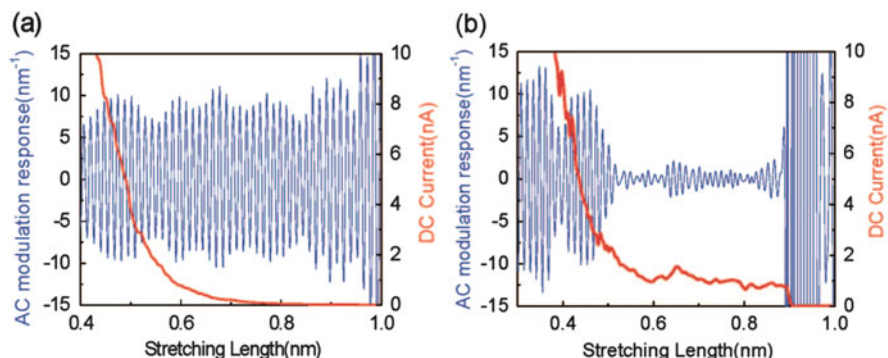 (a)
AC modulation response(nm-1)
15
10
5
0
-5
-10
-15
0.4 0.6 0.8 1.0
Stretching Length(nm)
10
8
6
4
2
0
DC Current(nA)
(b)
AC modulation response(nm-1)
15
10
5
0
-5
-10
-15
0.4 0.6 0.8 1.0
Stretching Length(nm)
10
8
6
4
2
0
DC Current(nA)